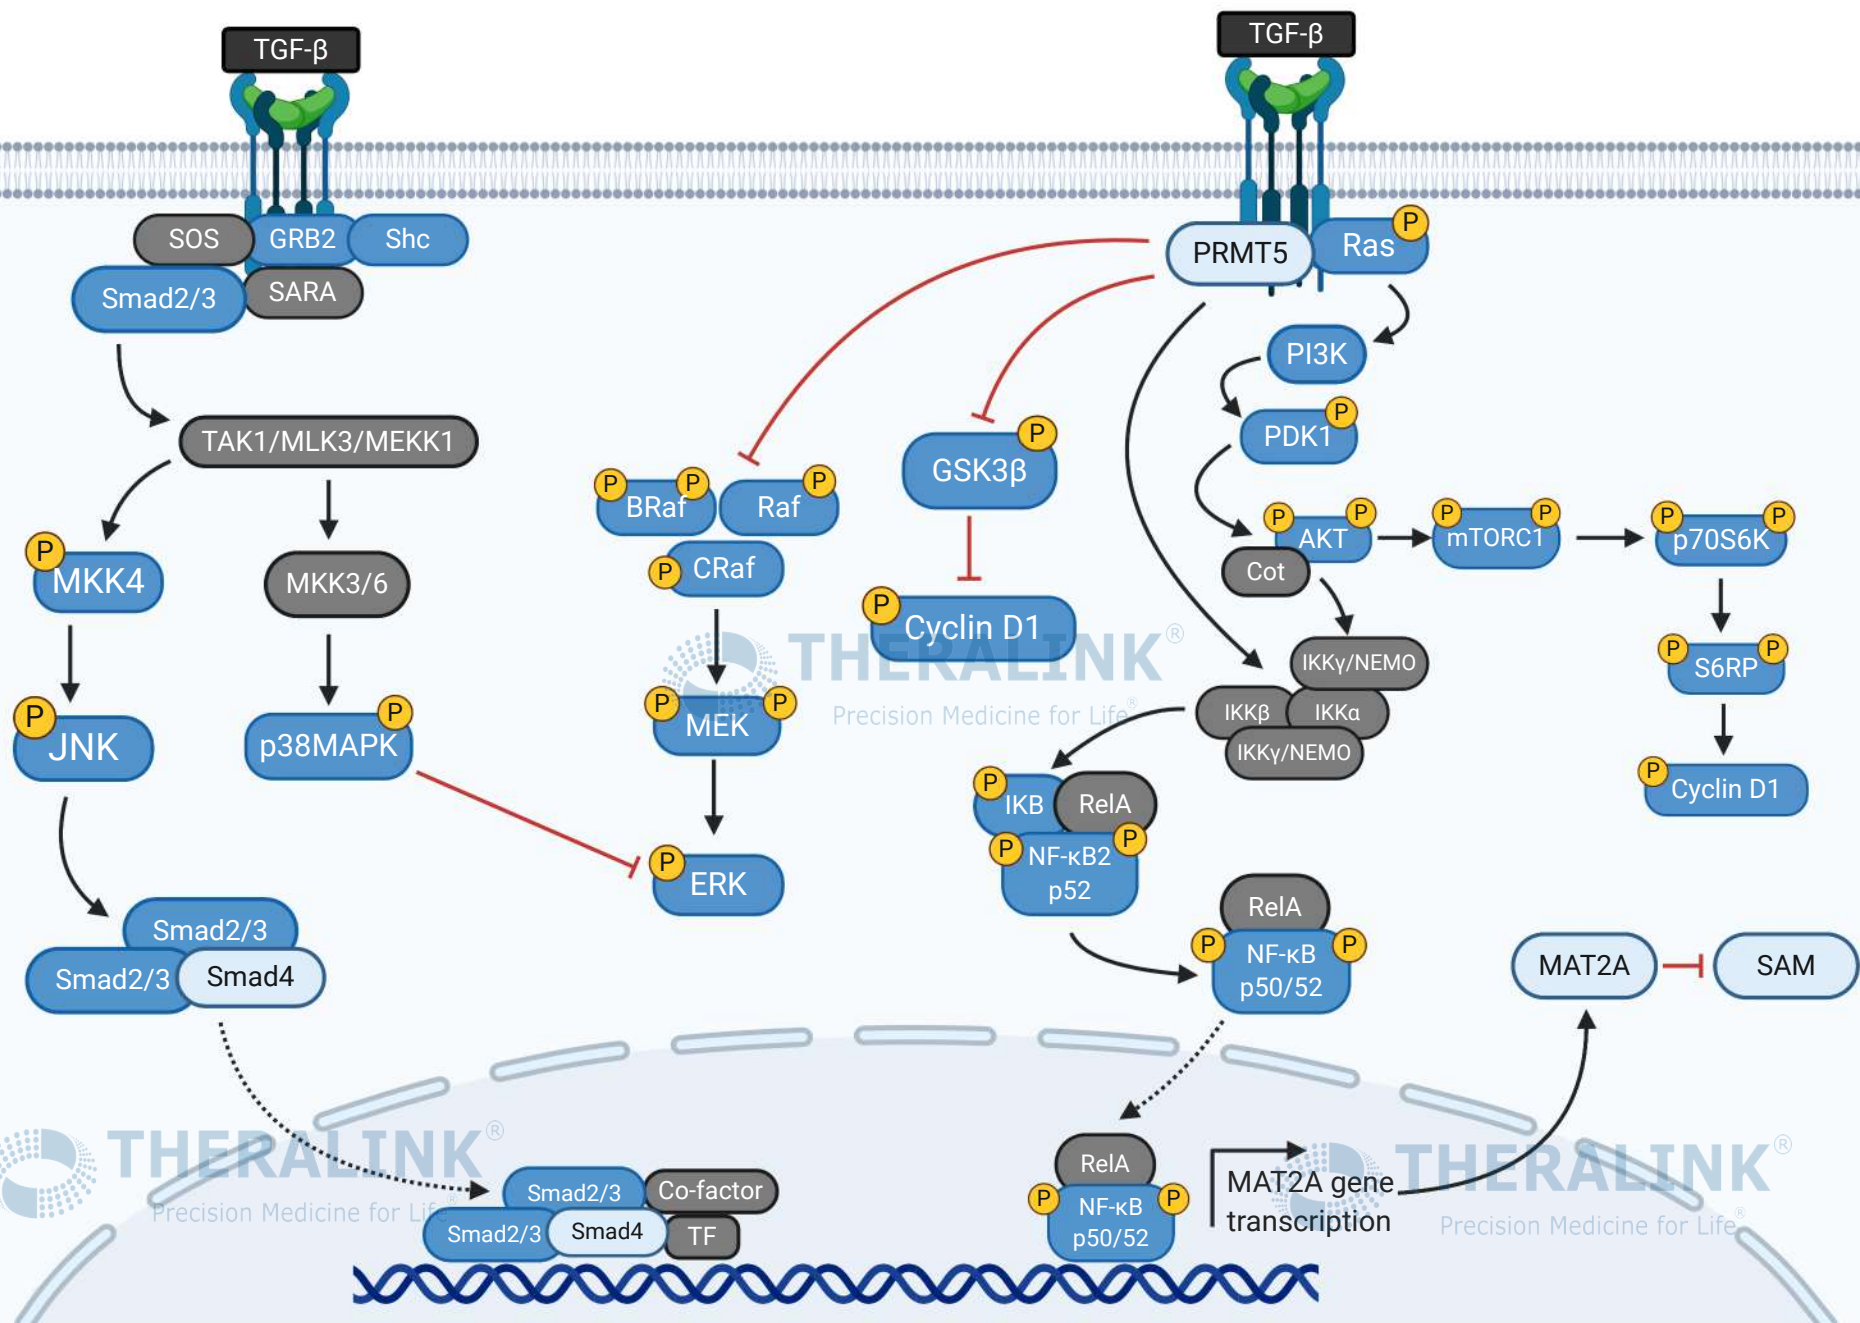 TGF-β
TGF-β
SOS
GRB2
Shc
Smad2/3
SARA
PRMT5
Ras
P
PI3K
PDK1
P
TAK1/MLK3/MEKK1
MKK4
P
MKK3/6
JNK
P
p38MAPK
P
BRaf
P
P
Raf
P
CRaf
P
MEK
P
P
ERK
P
GSK3β
P
Cyclin D1
P
AKT
P
P
Cot
mTORC1
P
P
p70S6K
P
P
S6RP
P
P
Cyclin D1
P
IKKγ/NEMO
IKKβ
IKKα
IKKγ/NEMO
IKB
P
RelA
NF-κB2
p52
P
P
RelA
NF-κB
p50/52
P
P
MAT2A
SAM
Smad2/3
Smad2/3
Smad4
Smad2/3
Co-factor
Smad2/3
Smad4
TF
RelA
NF-κB
p50/52
P
P
MAT2A gene
transcription
THERALINK®
Precision Medicine for Life®
THERALINK®
Precision Medicine for Life®
THERALINK®
Precision Medicine for Life®